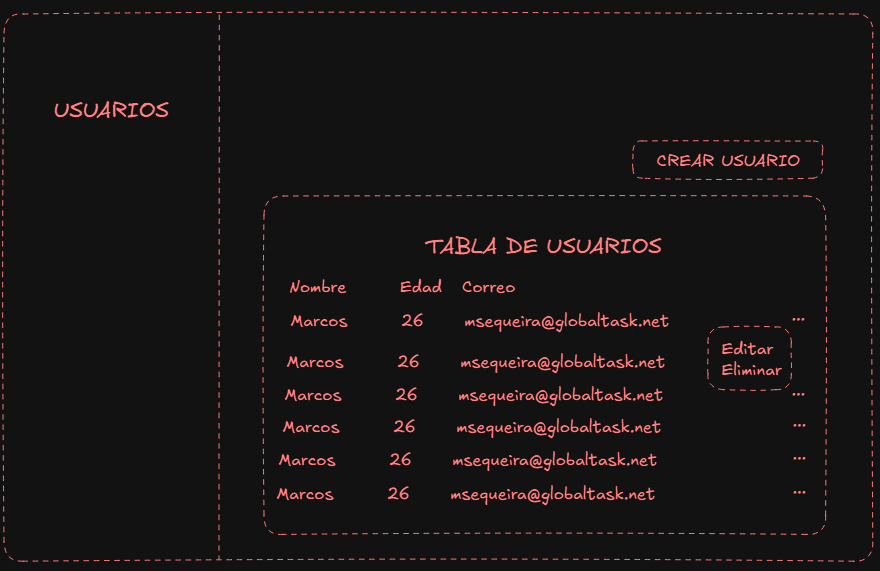 USUARIOS
CREAR USUARIO
TABLA DE USUARIOS
Nombre Edad Correo
Marcos 26 msequeira@globaltask.net ...
Editar
Marcos 26 msequeira@globaltask.net
Eliminar
Marcos 26 msequeira@globaltask.net ...
Marcos 26 msequeira@globaltask.net ...
Marcos 26 msequeira@globaltask.net ...
Marcos 26 msequeira@globaltask.net ...